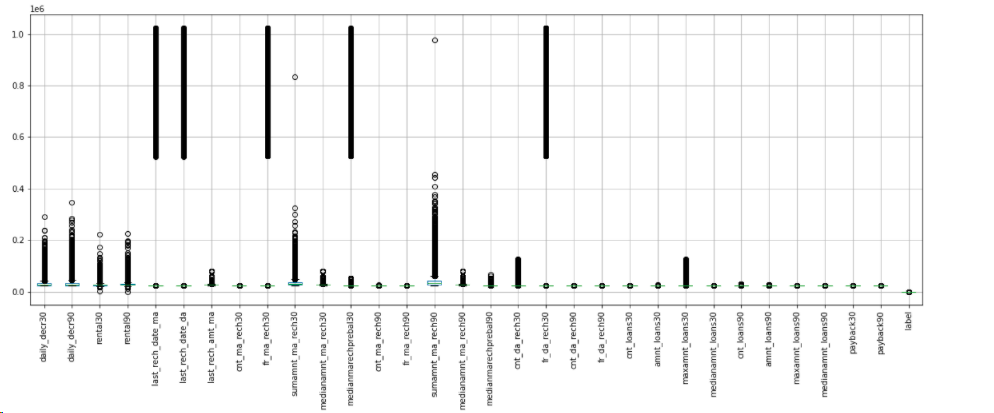 1e6
1.0
0.8
0.6
0.4
0.2
0.0
daily_decr30
daily_decr90
rental30
rental90
last_rech_date_ma
last_rech_date_da
last_rech_amt_ma
cnt_ma_rech30
fr_ma_rech30
sumamnt_ma_rech30
medianamnt_ma_rech30
medianmarechprebal30
cnt_ma_rech90
fr_ma_rech90
sumamnt_ma_rech90
medianamnt_ma_rech90
medianmarechprebal90
cnt_da_rech30
fr_da_rech30
cnt_da_rech90
fr_da_rech90
cnt_loans30
amnt_loans30
maxamnt_loans30
medianamnt_loans30
cnt_loans90
amnt_loans90
maxamnt_loans90
medianamnt_loans90
payback30
payback90
label